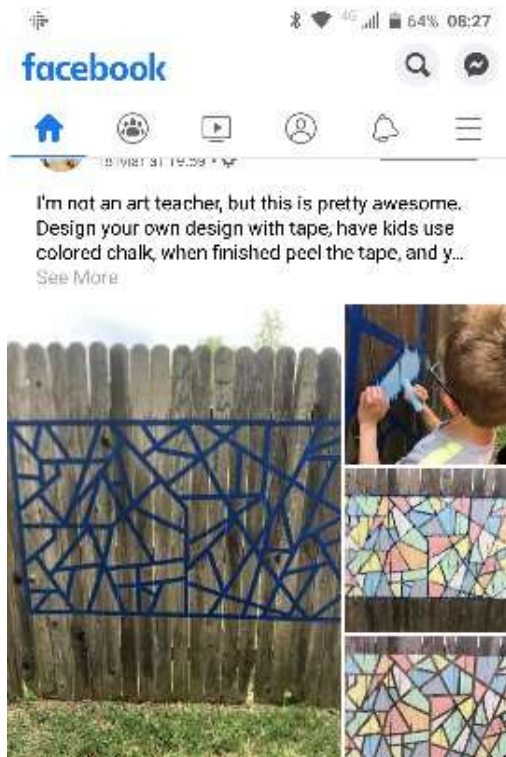 4G 64% 08:27
facebook
I'm not an art teacher, but this is pretty awesome.
Design your own design with tape, have kids use
colored chalk, when finished peel the tape, and y...
See More